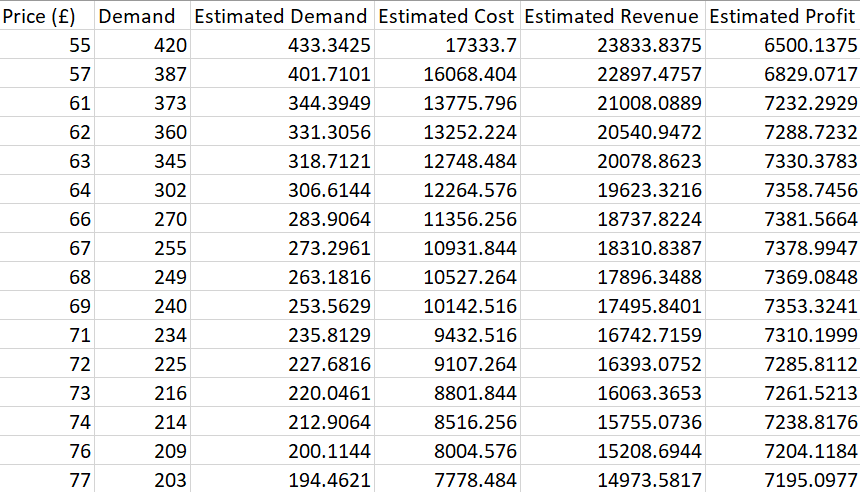 Price (£) Demand Estimated Demand Estimated Cost Estimated Revenue Estimated Profit
55 420 433.3425 17333.7 23833.8375 6500.1375
57 387 401.7101 16068.404 22897.4757 6829.0717
61 373 344.3949 13775.796 21008.0889 7232.2929
62 360 331.3056 13252.224 20540.9472 7288.7232
63 345 318.7121 12748.484 20078.8623 7330.3783
64 302 306.6144 12264.576 19623.3216 7358.7456
66 270 283.9064 11356.256 18737.8224 7381.5664
67 255 273.2961 10931.844 18310.8387 7378.9947
68 249 263.1816 10527.264 17896.3488 7369.0848
69 240 253.5629 10142.516 17495.8401 7353.3241
71 234 235.8129 9432.516 16742.7159 7310.1999
72 225 227.6816 9107.264 16393.0752 7285.8112
73 216 220.0461 8801.844 16063.3653 7261.5213
74 214 212.9064 8516.256 15755.0736 7238.8176
76 209 200.1144 8004.576 15208.6944 7204.1184
77 203 194.4621 7778.484 14973.5817 7195.0977